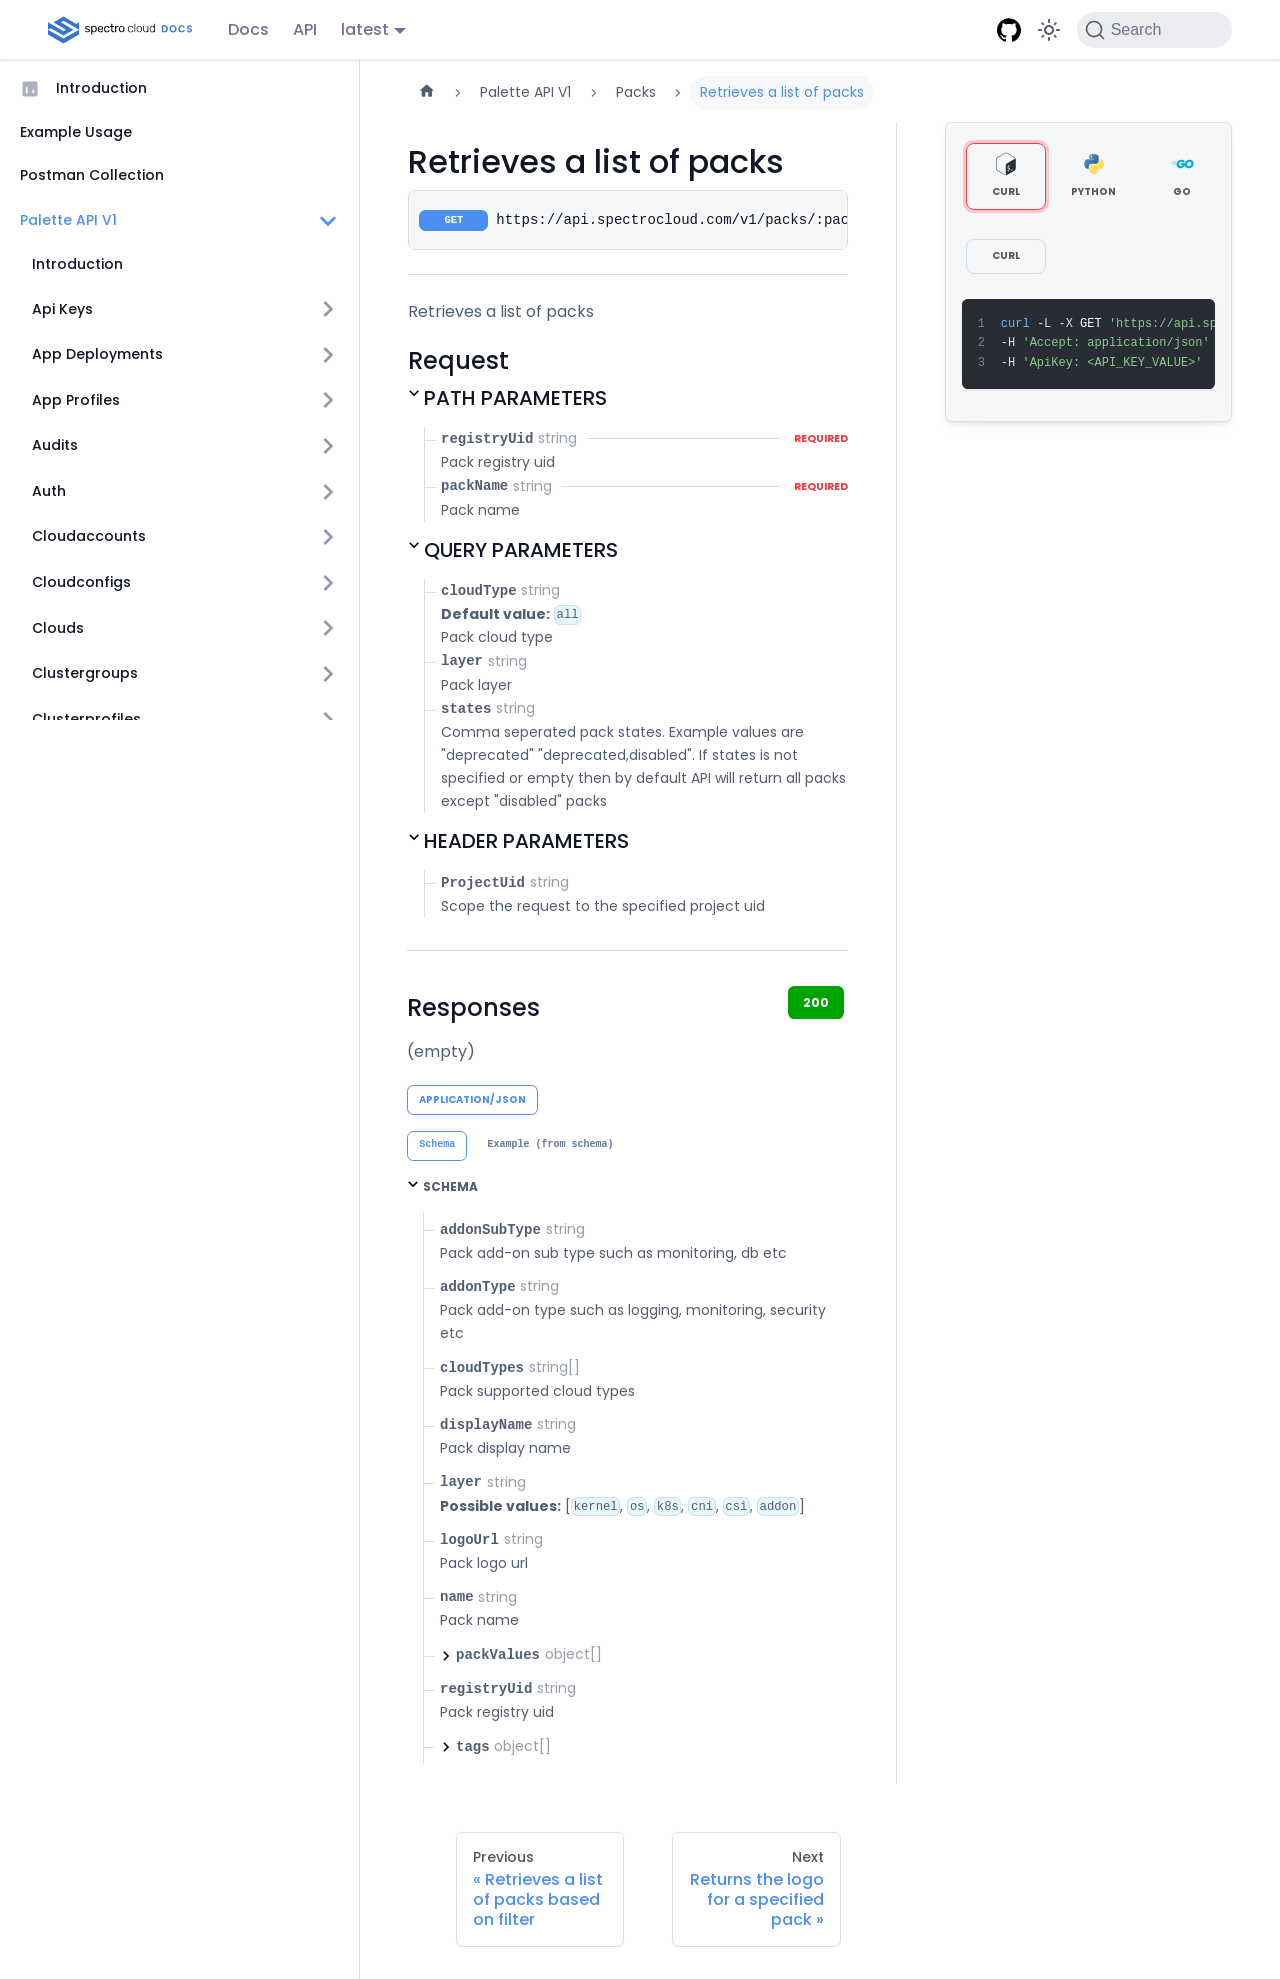 spectro cloud DOCS
Docs
API
latest
Search
Introduction
Example Usage
Postman Collection
Palette API V1
Introduction
Api Keys
App Deployments
App Profiles
Audits
Auth
Cloudaccounts
Cloudconfigs
Clouds
Clustergroups
Clusterprofiles
Palette API V1
Packs
Retrieves a list of packs
Retrieves a list of packs
GET https://api.spectrocloud.com/v1/packs/:pac
Retrieves a list of packs
Request
PATH PARAMETERS
registryUid string REQUIRED
Pack registry uid
packName string REQUIRED
Pack name
QUERY PARAMETERS
cloudType string
Default value: all
Pack cloud type
layer string
Pack layer
states string
Comma seperated pack states. Example values are
"deprecated" "deprecated,disabled". If states is not
specified or empty then by default API will return all packs
except "disabled" packs
HEADER PARAMETERS
ProjectUid string
Scope the request to the specified project uid
Responses
200
(empty)
APPLICATION/JSON
Schema
Example (from schema)
SCHEMA
addonSubType string
Pack add-on sub type such as monitoring, db etc
addonType string
Pack add-on type such as logging, monitoring, security
etc
cloudTypes string[]
Pack supported cloud types
displayName string
Pack display name
layer string
Possible values: [kernel, os, k8s, cni, csi, addon]
logoUrl string
Pack logo url
name string
Pack name
packValues object[]
registryUid string
Pack registry uid
tags object[]
CURL
PYTHON
GO
CURL
1 curl -L -X GET 'https://api.sp
2 -H 'Accept: application/json'
3 -H 'ApiKey: <API_KEY_VALUE>'
Previous
« Retrieves a list
of packs based
on filter
Next
Returns the logo
for a specified
pack »